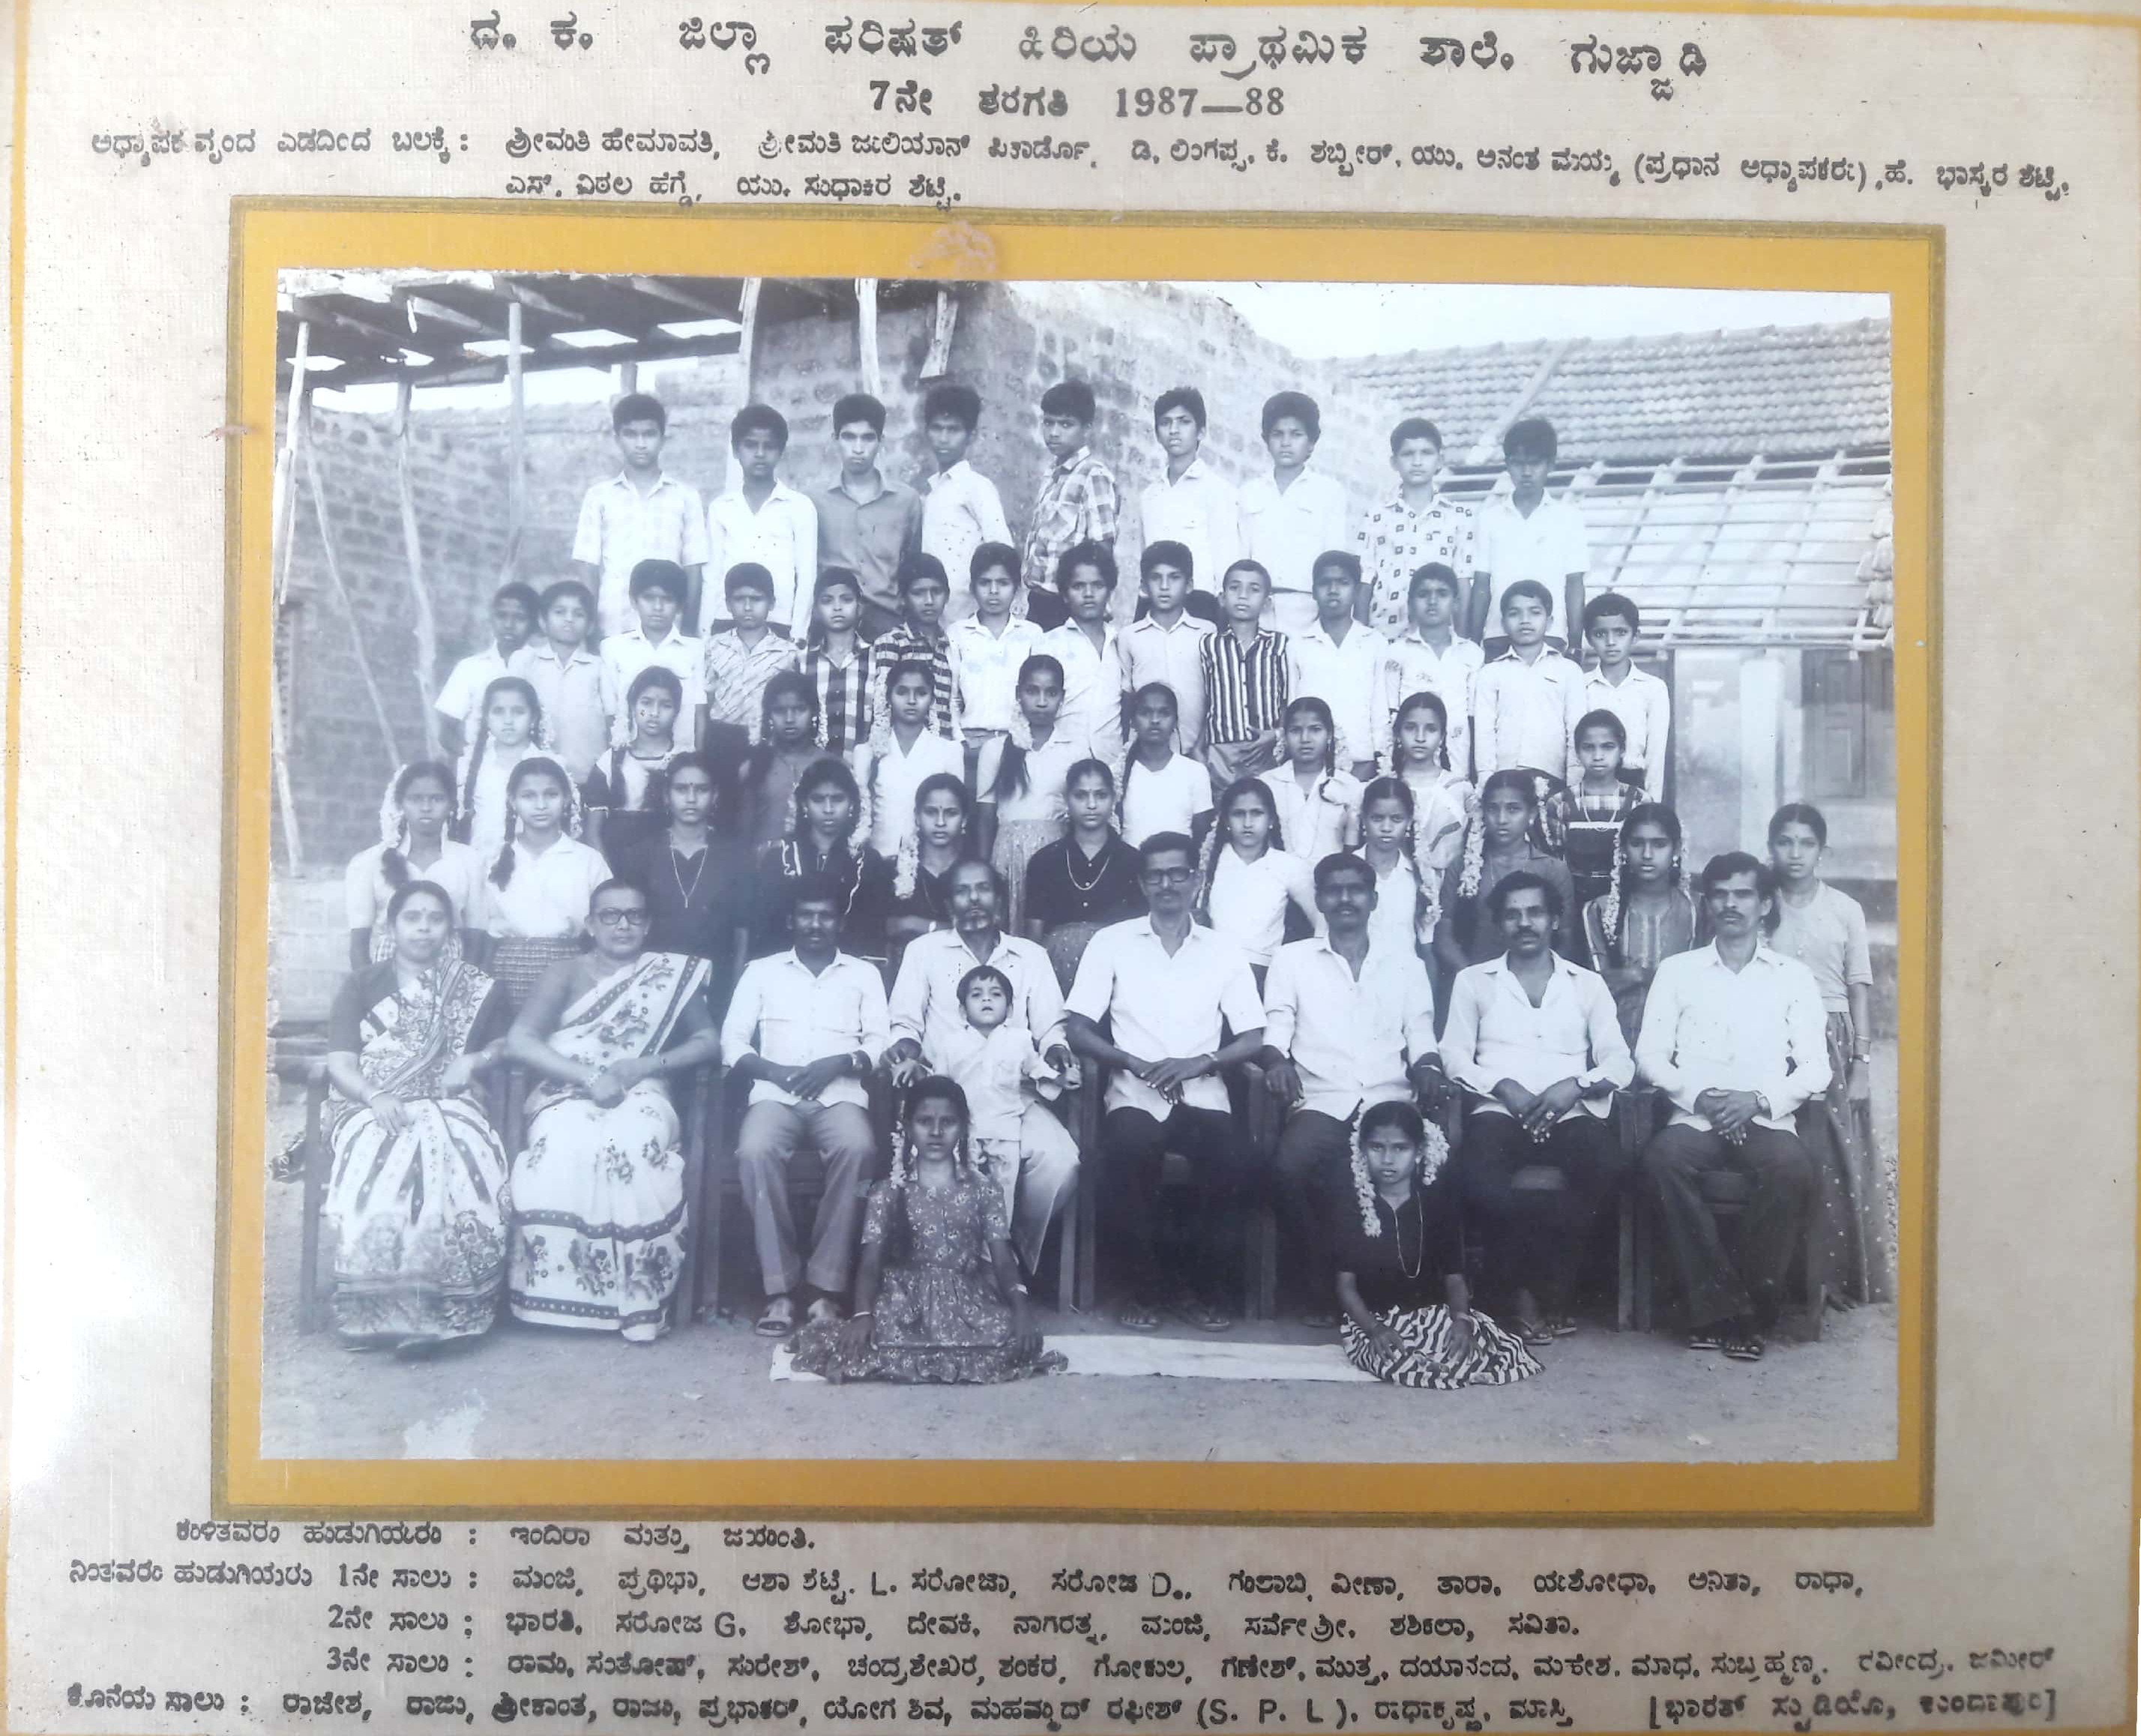 ದ. ಕ. ಜಿಲ್ಲಾ ಪರಿಷತ್ ಹಿರಿಯ ಪ್ರಾಥಮಿಕ ಶಾಲೆ. ಗುಜ್ಜಾಡಿ
7ನೇ ತರಗತಿ 1987—88
ಅಧ್ಯಾಪಕ ವೃಂದ ಎಡದಿಂದ ಬಲಕ್ಕೆ : ಶ್ರೀಮತಿ ಹೇಮಾವತಿ, ಶ್ರೀಮತಿ ಜುಲಿಯಾನ್ ಪಿಕಾರ್ಡೊ, ಡಿ. ಲಿಂಗಪ್ಪ, ಕೆ. ಶಬ್ಬೀರ್, ಯು. ಅನಂತ ಮಯ್ಯ (ಪ್ರಧಾನ ಅಧ್ಯಾಪಕರು), ಹೆ. ಭಾಸ್ಕರ ಶೆಟ್ಟಿ,
ಎಸ್. ವಿಠಲ ಹೆಗ್ಡೆ, ಯು. ಸುಧಾಕರ ಶೆಟ್ಟಿ.
ಕುಳಿತವರು ಹುಡುಗಿಯರು : ಇಂದಿರಾ ಮತ್ತು ಜಯಂತಿ.
ನಿಂತವರು ಹುಡುಗಿಯರು 1ನೇ ಸಾಲು : ಮಂಜಿ, ಪ್ರಥಿಭಾ, ಆಶಾ ಶೆಟ್ಟಿ. L. ಸರೋಜಾ, ಸರೋಜ D., ಗುಲಾಬಿ, ವೀಣಾ, ತಾರಾ, ಯಶೋಧಾ, ಅನಿತಾ, ರಾಧಾ,
2ನೇ ಸಾಲು : ಭಾರತಿ, ಸರೋಜ G, ಶೋಭಾ, ದೇವಕಿ, ನಾಗರತ್ನ, ಮಂಜಿ, ಸರ್ವೇಶ್ರೀ, ಶಶಿಕಲಾ, ಸವಿತಾ.
3ನೇ ಸಾಲು : ರಾಮ, ಸುತೋಷ್, ಸುರೇಶ್, ಚಂದ್ರಶೇಖರ, ಶಂಕರ, ಗೋಕುಲ, ಗಣೇಶ್, ಮುತ್ತ, ದಯಾನಂದ, ಮಹೇಶ. ಮಾಧ, ಸುಬ್ರಹ್ಮಣ್ಯ. ರವೀಂದ್ರ, ಜಮೀರ್
ಕೊನೆಯ ಸಾಲು : ರಾಜೇಶ, ರಾಜು, ಶ್ರೀಕಾಂತ, ರಾಜು, ಪ್ರಭಾಕರ್, ಯೋಗ ಶಿವ, ಮಹಮ್ಮದ್ ರಫೀಕ್ (S. P. L), ರಾಧಾಕೃಷ್ಣ, ಮಾಸ್ತಿ [ಭಾರತ್ ಸ್ಟುಡಿಯೊ, ಕುಂದಾಪುರ]